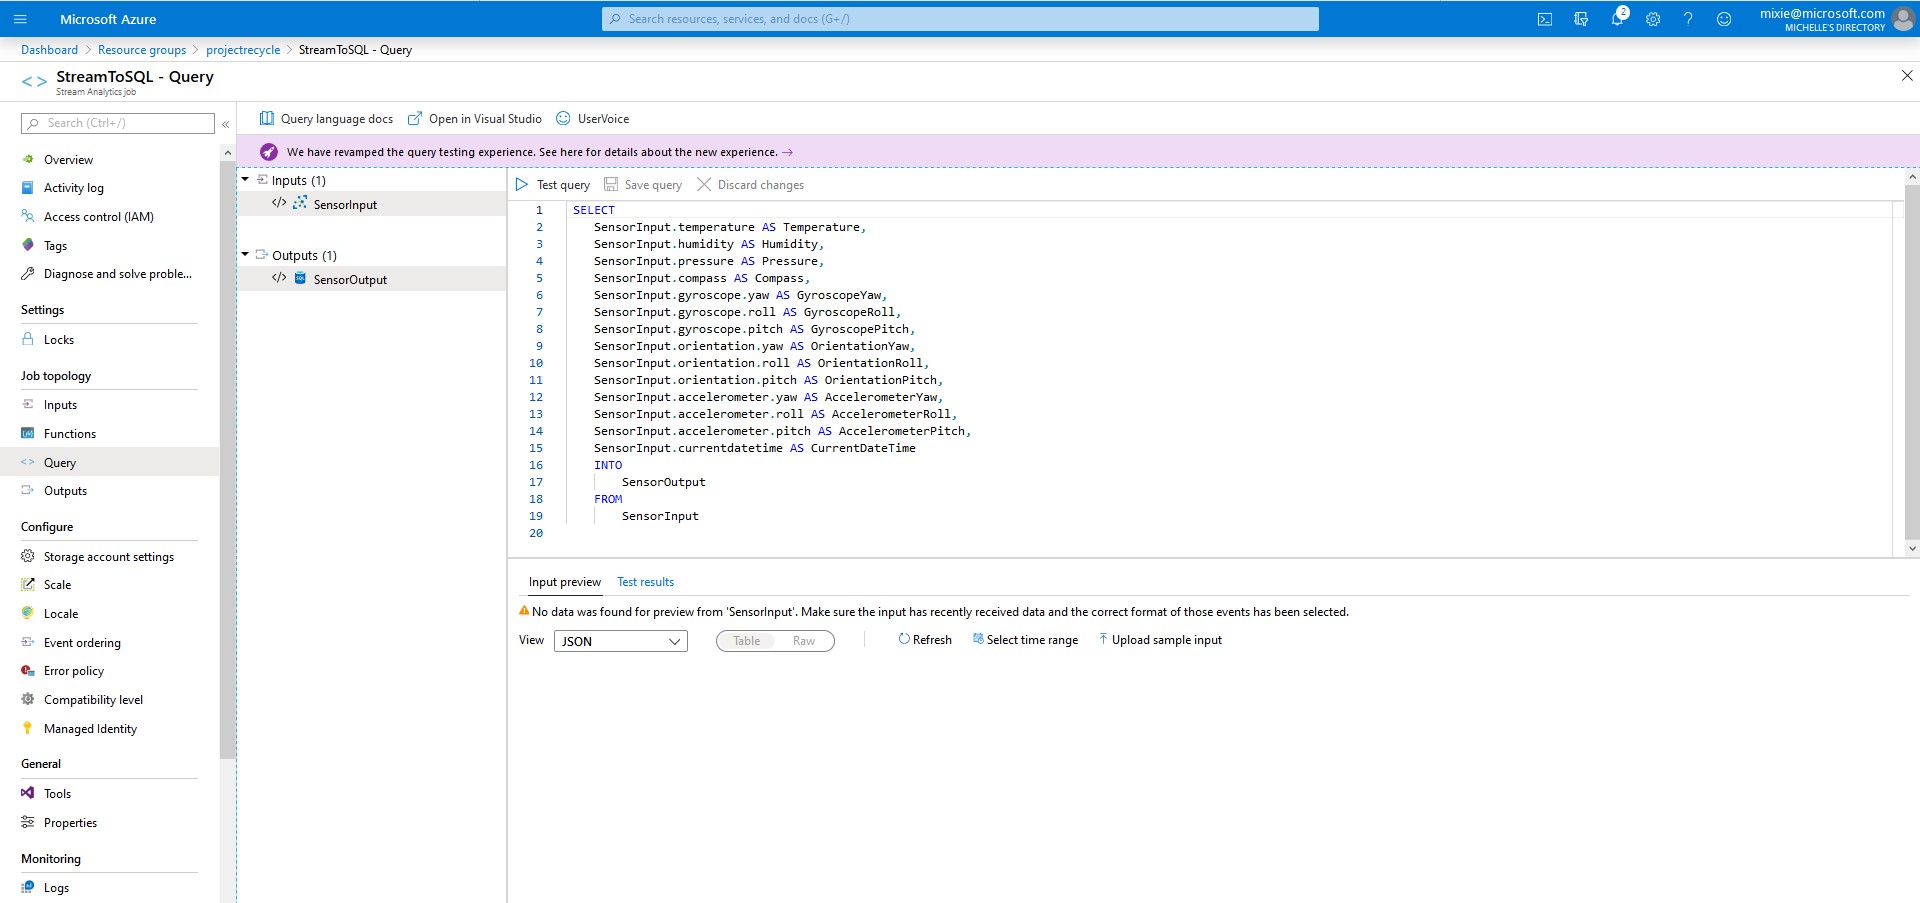 Microsoft Azure
Search resources, services, and docs (G+/)
2
mixie@microsoft.com
MICHELLE'S DIRECTORY
Dashboard > Resource groups > projectrecycle > StreamToSQL - Query
<> StreamToSQL - Query
Stream Analytics job
Search (Ctrl+/)
«
Overview
Activity log
Access control (IAM)
Tags
Diagnose and solve proble...
Settings
Locks
Job topology
Inputs
Functions
<> Query
Outputs
Configure
Storage account settings
Scale
Locale
Event ordering
Error policy
Compatibility level
Managed Identity
General
Tools
Properties
Monitoring
Logs
Query language docs Open in Visual Studio UserVoice
We have revamped the query testing experience. See here for details about the new experience. →
Inputs (1)
</> SensorInput
Outputs (1)
</> SensorOutput
Test query Save query Discard changes
1 SELECT
2 SensorInput.temperature AS Temperature,
3 SensorInput.humidity AS Humidity,
4 SensorInput.pressure AS Pressure,
5 SensorInput.compass AS Compass,
6 SensorInput.gyroscope.yaw AS GyroscopeYaw,
7 SensorInput.gyroscope.roll AS GyroscopeRoll,
8 SensorInput.gyroscope.pitch AS GyroscopePitch,
9 SensorInput.orientation.yaw AS OrientationYaw,
10 SensorInput.orientation.roll AS OrientationRoll,
11 SensorInput.orientation.pitch AS OrientationPitch,
12 SensorInput.accelerometer.yaw AS AccelerometerYaw,
13 SensorInput.accelerometer.roll AS AccelerometerRoll,
14 SensorInput.accelerometer.pitch AS AccelerometerPitch,
15 SensorInput.currentdatetime AS CurrentDateTime
16 INTO
17 SensorOutput
18 FROM
19 SensorInput
20
Input preview Test results
No data was found for preview from 'SensorInput'. Make sure the input has recently received data and the correct format of those events has been selected.
View JSON Table Raw Refresh Select time range Upload sample input